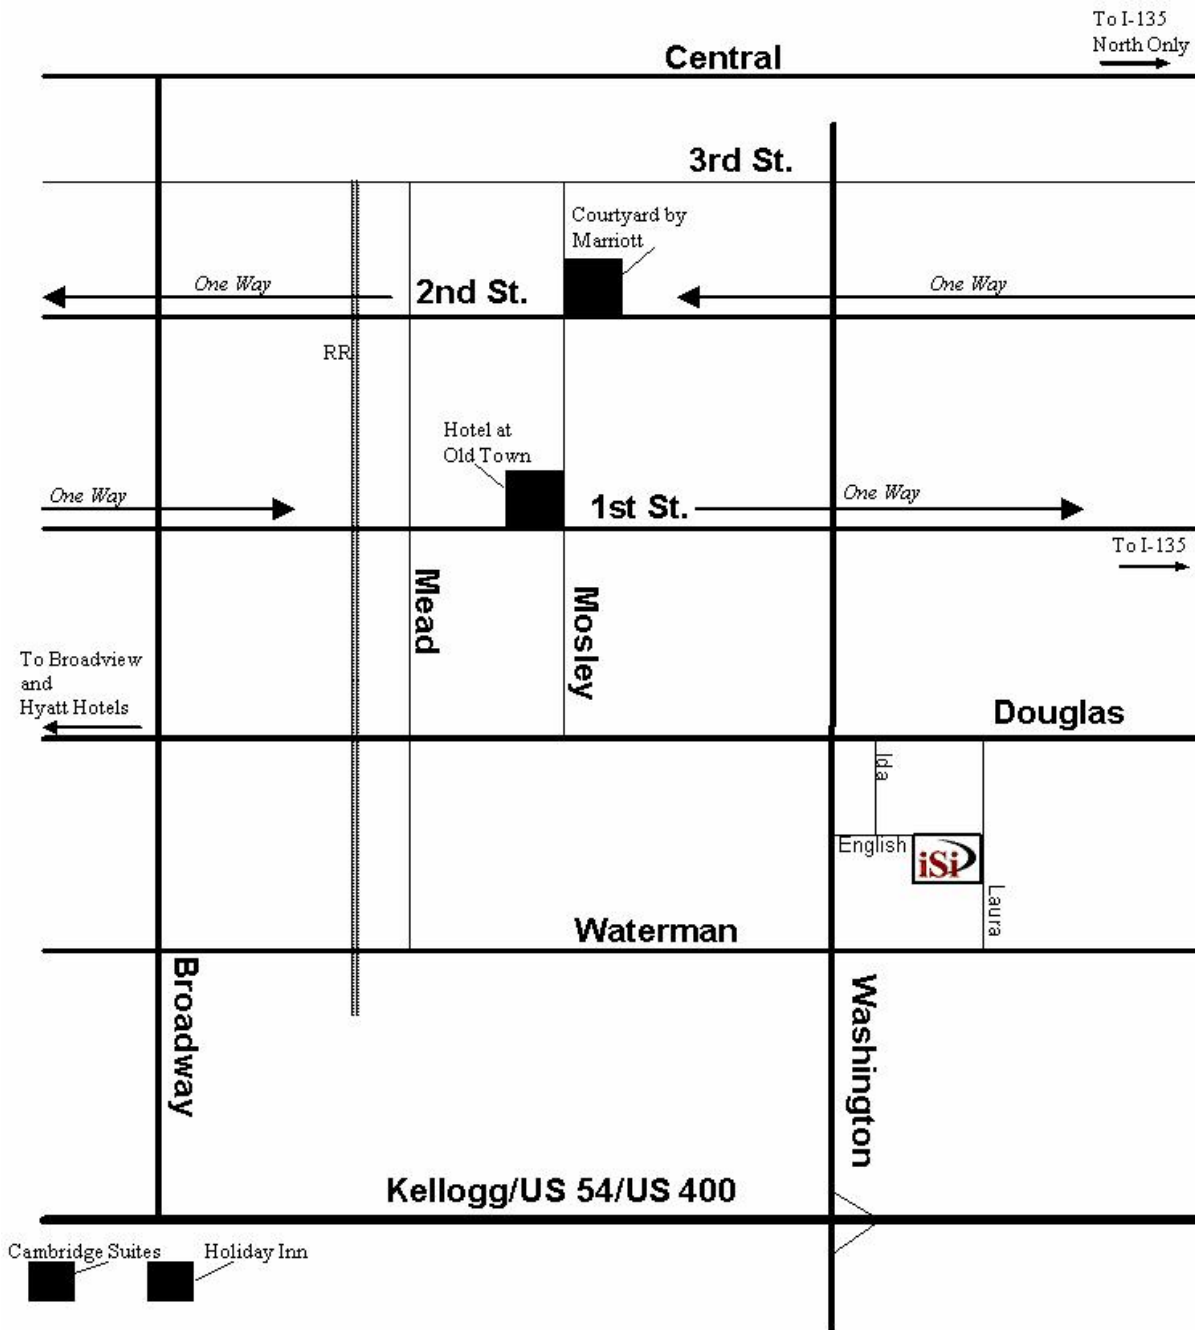 To I-135
North Only
Central
3rd St.
Courtyard by
Marriott
One Way
2nd St.
One Way
RR
Hotel at
Old Town
One Way
1st St.
One Way
To I-135
Mead
Mosley
To Broadview
and
Hyatt Hotels
Douglas
Ida
English
iSi
Laura
Waterman
Broadway
Washington
Kellogg/US 54/US 400
Cambridge Suites
Holiday Inn